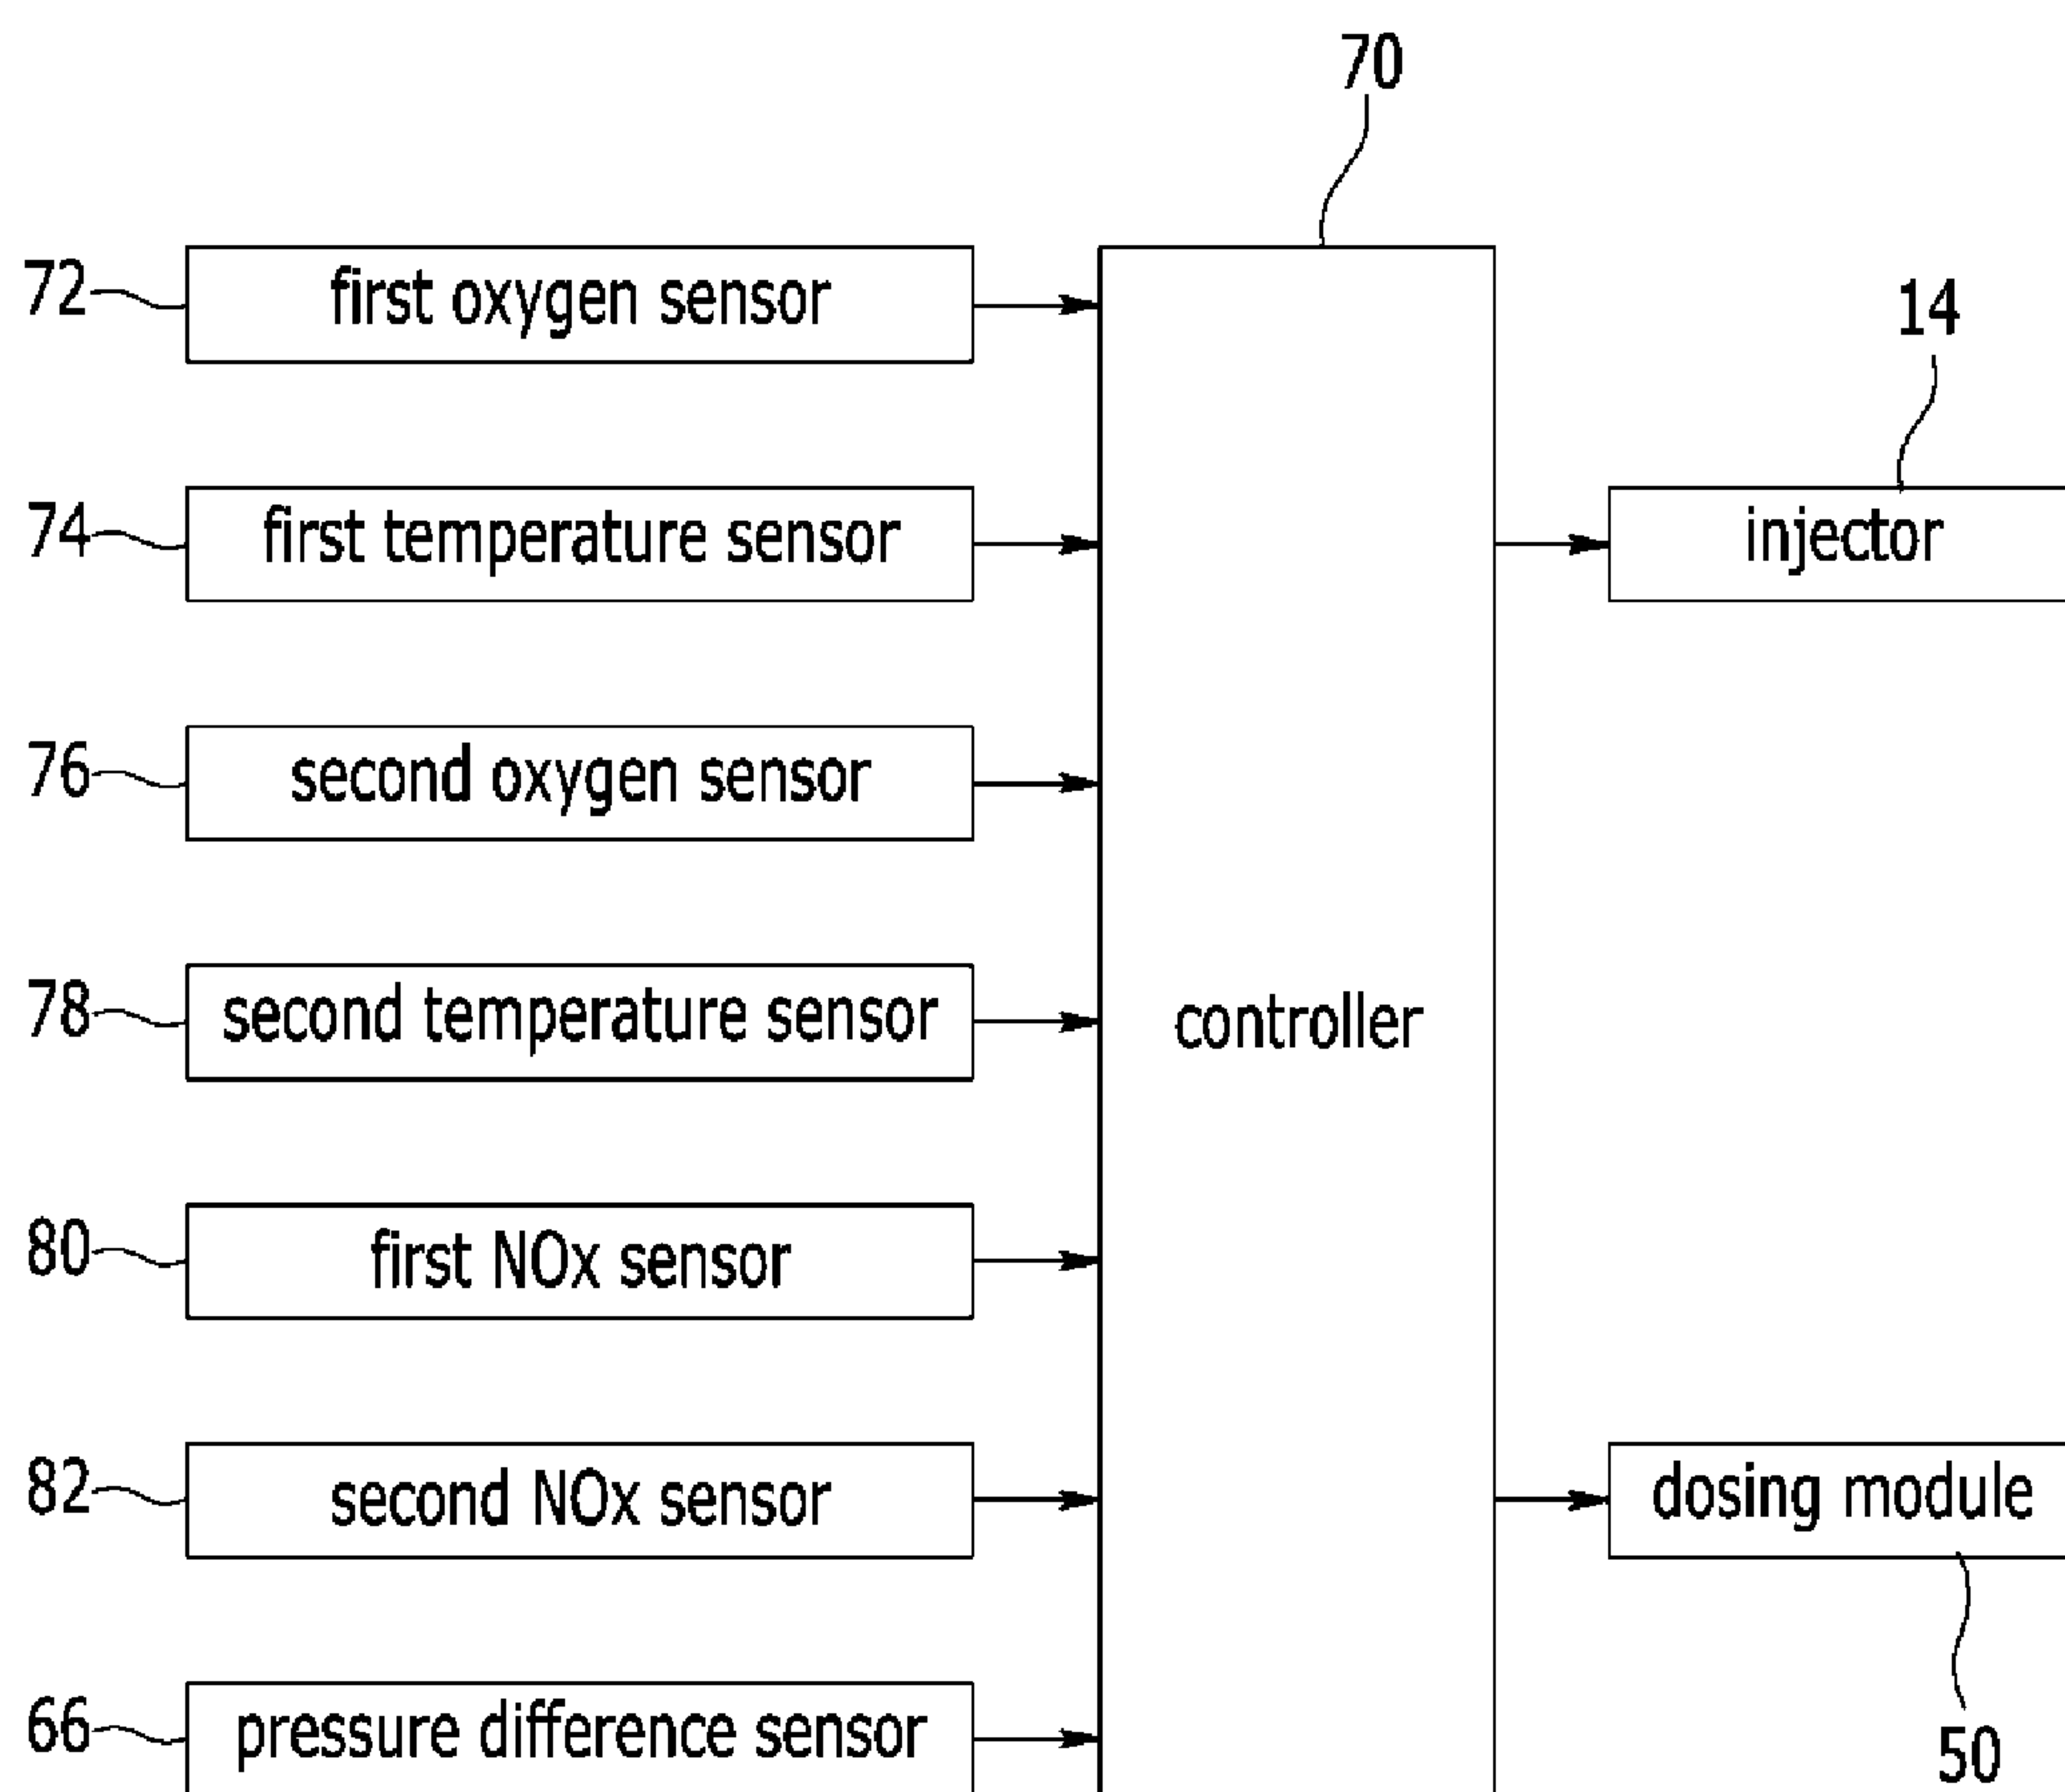 70
72 first oxygen sensor
14
74 first temperature sensor
injector
76 second oxygen sensor
78 second temperature sensor
controller
80 first NOx sensor
82 second NOx sensor
dosing module
66 pressure difference sensor
50